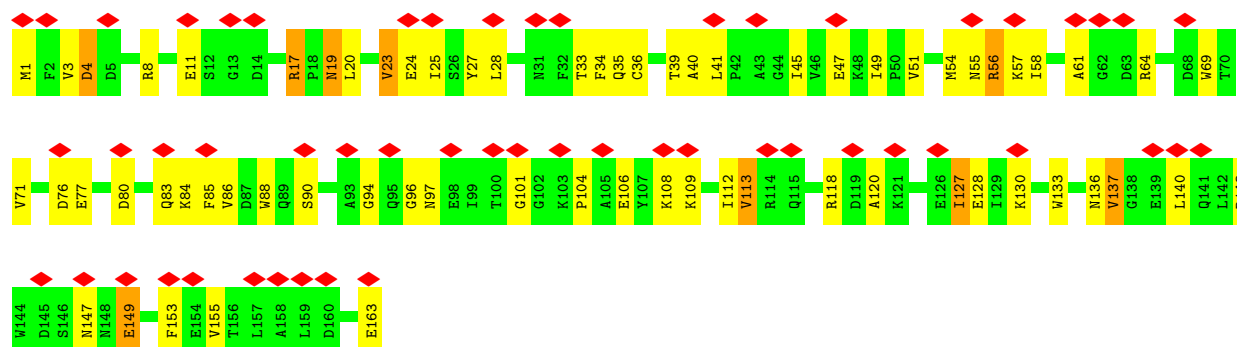 M1 F2 V3 D4 D5 R8 E11 S12 G13 D14 R17 P18 N19 L20 V23 E24 I25 S26 Y27 L28 N31 F32 T33 F34 Q35 C36 T39 A40 L41 P42 A43 G44 I45 V46 E47 K48 I49 P50 V51 M54 N55 R56 K57 I58 A61 G62 D63 R64 D68 W69 T70
V71 D76 E77 D80 Q83 K84 F85 V86 D87 W88 Q89 S90 A93 G94 Q95 G96 N97 E98 I99 T100 G101 G102 K103 P104 A105 E106 Y107 K108 K109 I112 V113 R114 Q115 R118 D119 A120 K121 E126 I127 E128 I129 K130 W133 N136 V137 G138 E139 L140 Q141 L142
W144 D145 S146 N147 N148 E149 F153 E154 V155 T156 L157 A158 L159 D160 E163